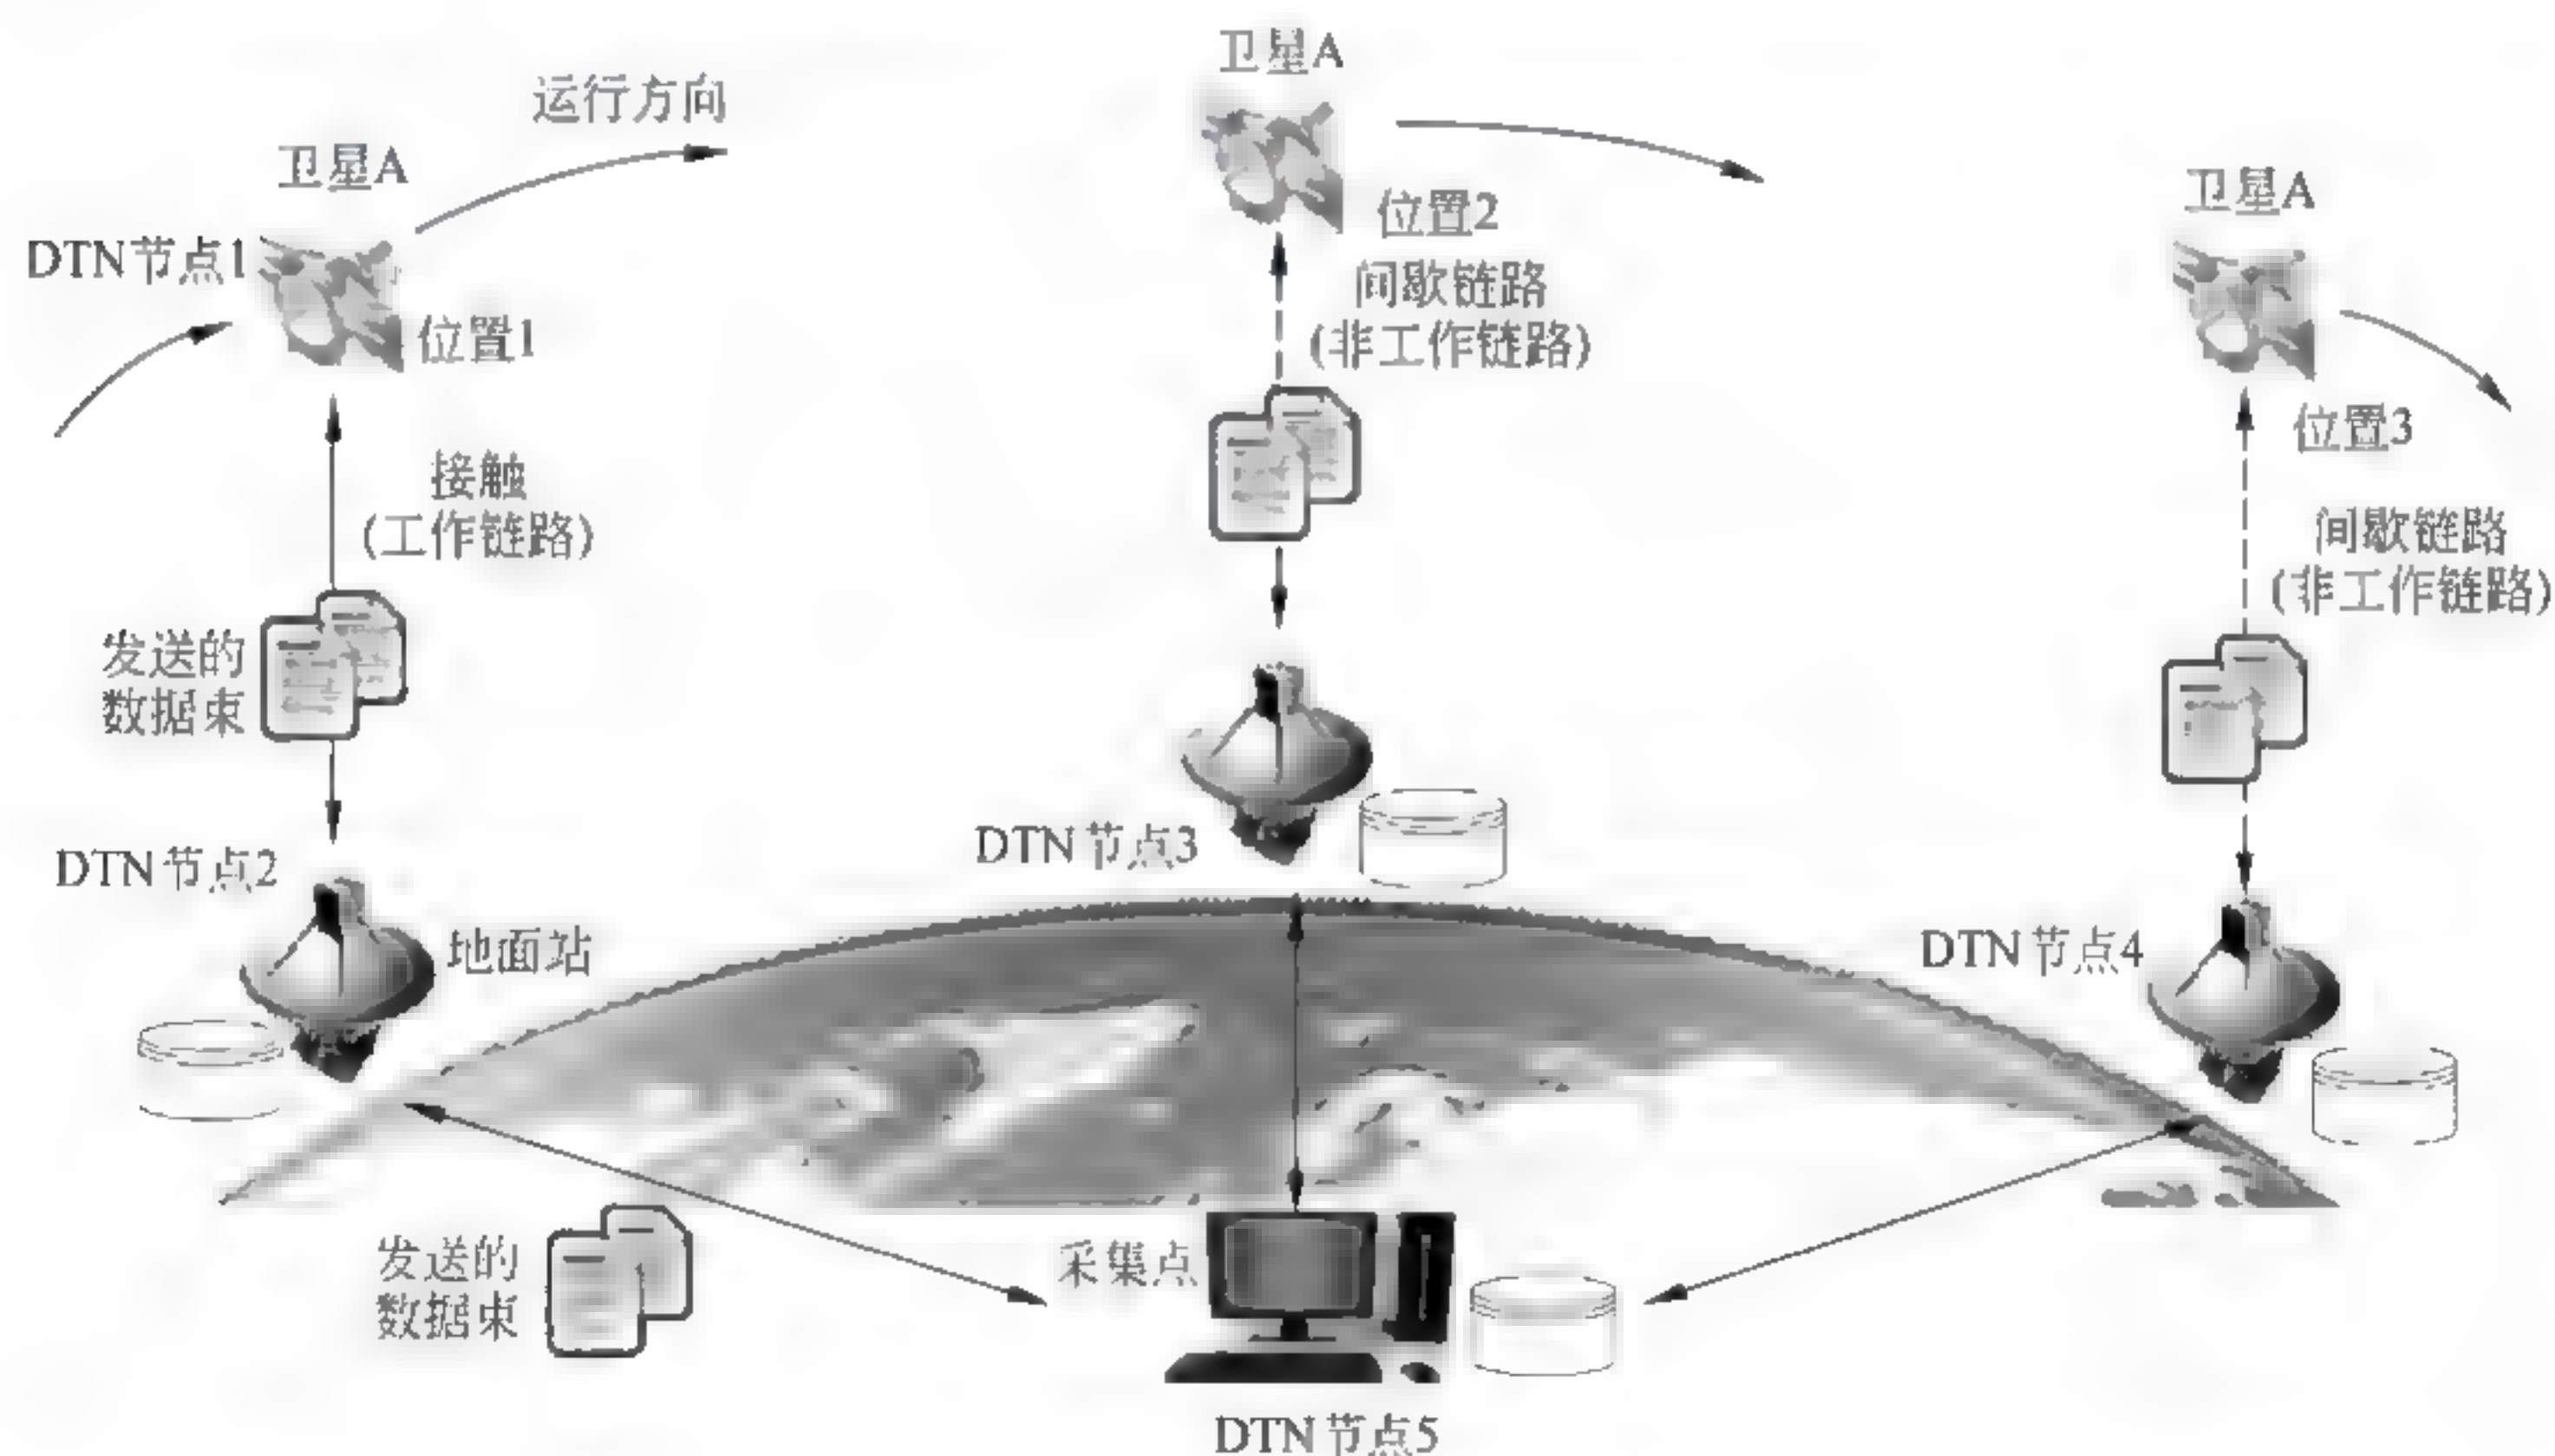 卫星A
运行方向
卫星A
DTN节点1
位置1
位置2
间歇链路
(非工作链路)
卫星A
位置3
接触
(工作链路)
间歇链路
(非工作链路)
发送的
数据束
DTN节点2
地面站
DTN节点3
DTN节点4
发送的
数据束
采集点
DTN节点5